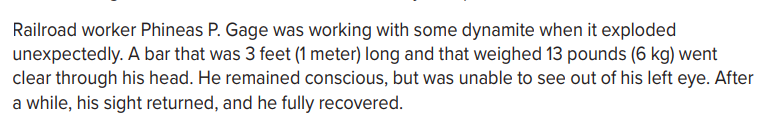 Railroad worker Phineas P. Gage was working with some dynamite when it exploded
unexpectedly. A bar that was 3 feet (1 meter) long and that weighed 13 pounds (6 kg) went
clear through his head. He remained conscious, but was unable to see out of his left eye. After
a while, his sight returned, and he fully recovered.